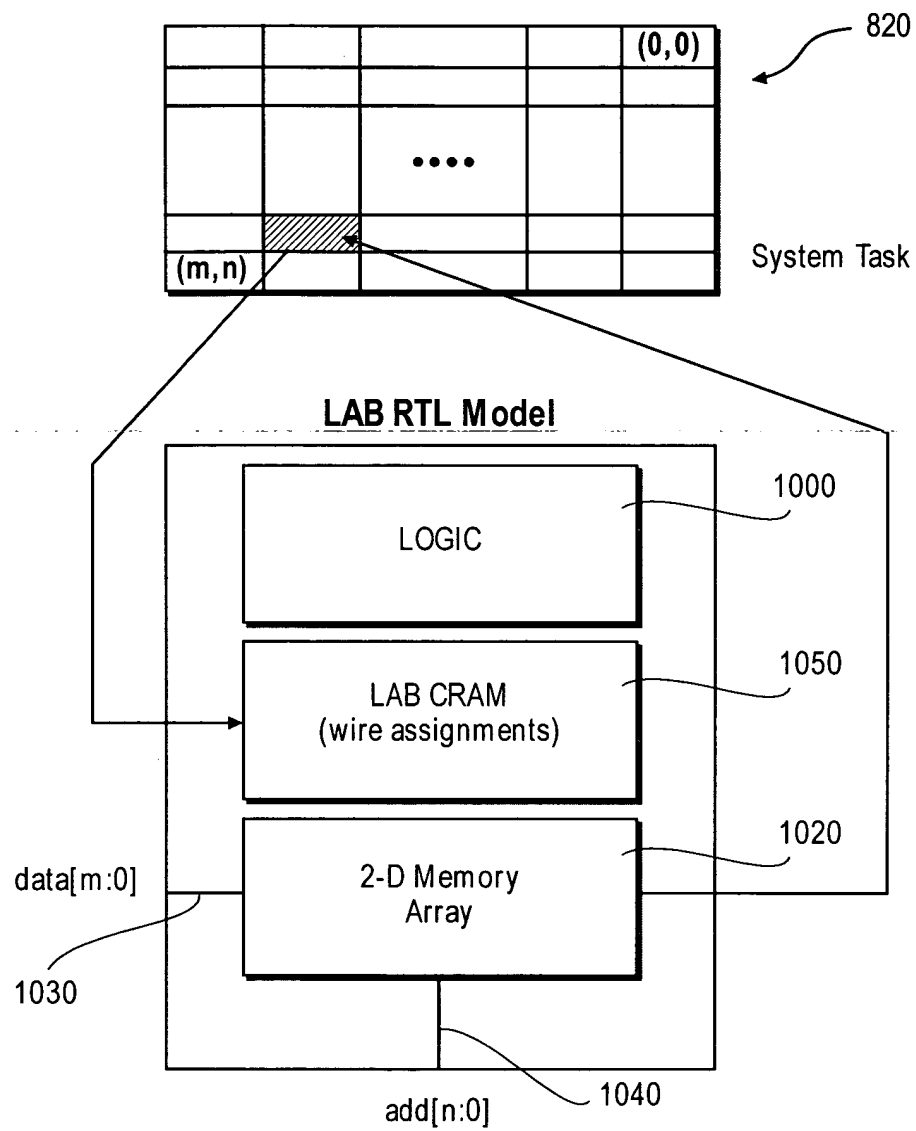 820
(0,0)
••••
(m,n)
System Task
LAB RTL Model
1000
LOGIC
1050
LAB CRAM
(wire assignments)
1020
data[m:0]
2-D Memory
Array
1030
1040
add[n:0]